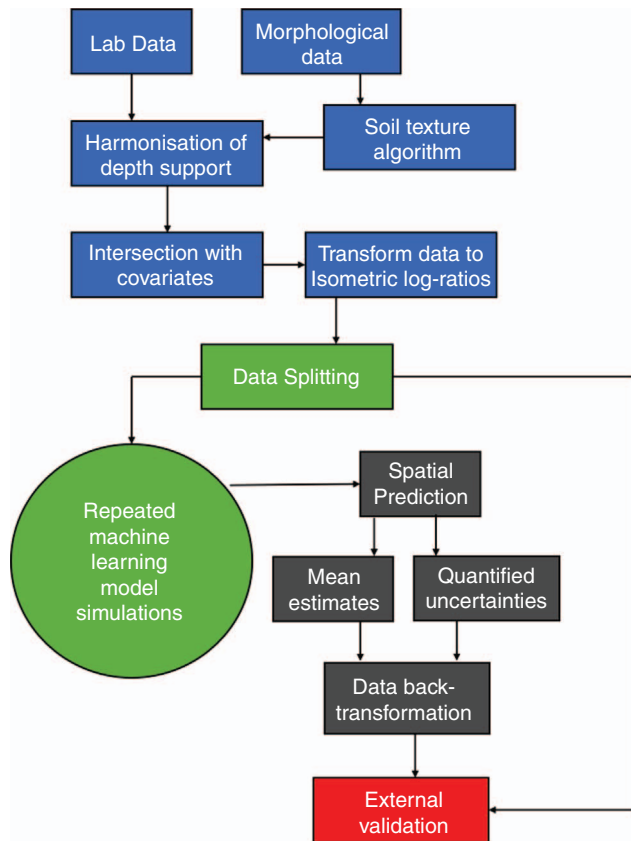 Lab Data
Morphological
data
Harmonisation of
depth support
Soil texture
algorithm
Intersection with
covariates
Transform data to
Isometric log-ratios
Data Splitting
Repeated
machine
learning
model
simulations
Spatial
Prediction
Mean
estimates
Quantified
uncertainties
Data back-
transformation
External
validation